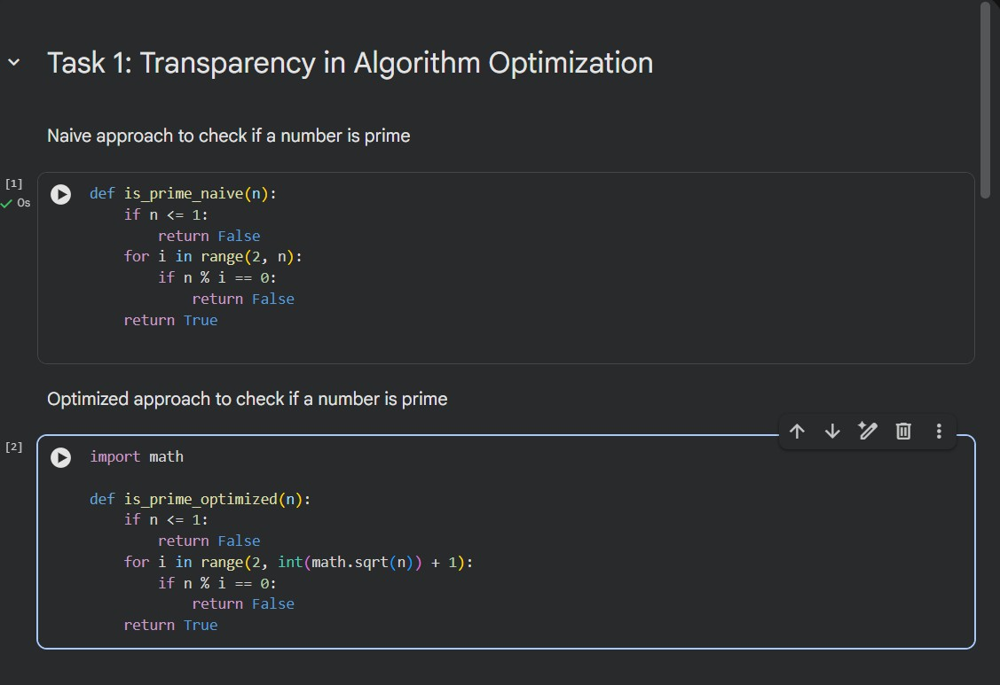 Task 1: Transparency in Algorithm Optimization
Naive approach to check if a number is prime
[1]
0s
def is_prime_naive(n):
    if n <= 1:
        return False
    for i in range(2, n):
        if n % i == 0:
            return False
    return True
Optimized approach to check if a number is prime
[2]
import math
def is_prime_optimized(n):
    if n <= 1:
        return False
    for i in range(2, int(math.sqrt(n)) + 1):
        if n % i == 0:
            return False
    return True